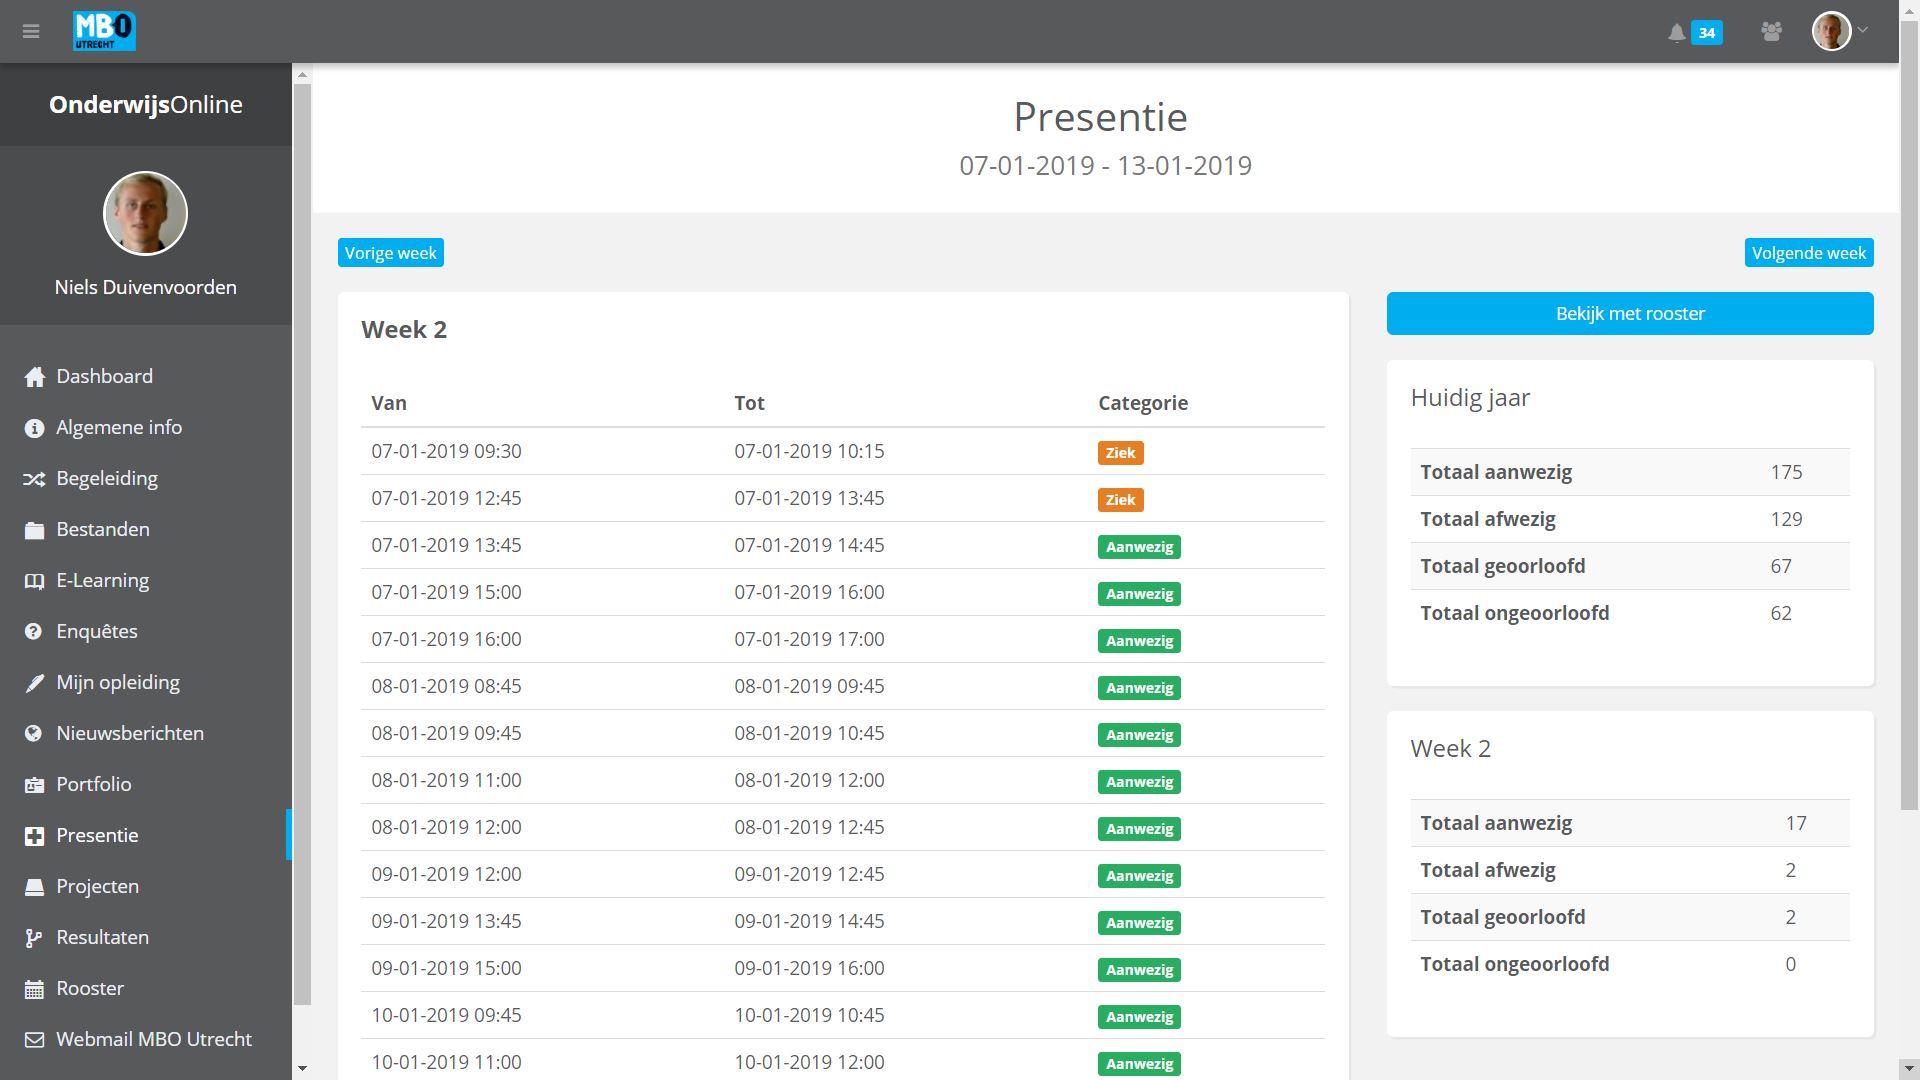 MBO
UTRECHT
34
OnderwijsOnline
Niels Duivenvoorden
Dashboard
Algemene info
Begeleiding
Bestanden
E-Learning
Enquêtes
Mijn opleiding
Nieuwsberichten
Portfolio
Presentie
Projecten
Resultaten
Rooster
Webmail MBO Utrecht
Presentie
07-01-2019 - 13-01-2019
Vorige week
Volgende week
Week 2
Van Tot Categorie
07-01-2019 09:30 07-01-2019 10:15 Ziek
07-01-2019 12:45 07-01-2019 13:45 Ziek
07-01-2019 13:45 07-01-2019 14:45 Aanwezig
07-01-2019 15:00 07-01-2019 16:00 Aanwezig
07-01-2019 16:00 07-01-2019 17:00 Aanwezig
08-01-2019 08:45 08-01-2019 09:45 Aanwezig
08-01-2019 09:45 08-01-2019 10:45 Aanwezig
08-01-2019 11:00 08-01-2019 12:00 Aanwezig
08-01-2019 12:00 08-01-2019 12:45 Aanwezig
09-01-2019 12:00 09-01-2019 12:45 Aanwezig
09-01-2019 13:45 09-01-2019 14:45 Aanwezig
09-01-2019 15:00 09-01-2019 16:00 Aanwezig
10-01-2019 09:45 10-01-2019 10:45 Aanwezig
10-01-2019 11:00 10-01-2019 12:00 Aanwezig
Bekijk met rooster
Huidig jaar
Totaal aanwezig 175
Totaal afwezig 129
Totaal geoorloofd 67
Totaal ongeoorloofd 62
Week 2
Totaal aanwezig 17
Totaal afwezig 2
Totaal geoorloofd 2
Totaal ongeoorloofd 0